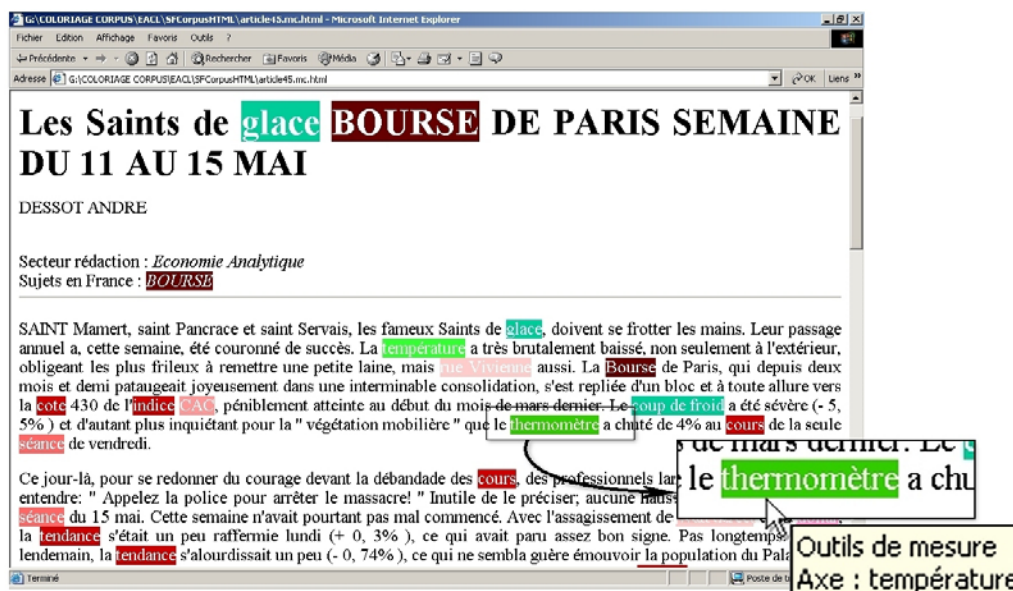 G:\COLORIAGE CORPUS\EACL\SFCorpusHTML\article45.mc.html - Microsoft Internet Explorer
Fichier Edition Affichage Favoris Outils ?
Précédente Rechercher Favoris Média
Adresse G:\COLORIAGE CORPUS\EACL\SFCorpusHTML\article45.mc.html OK Liens »
Les Saints de glace BOURSE DE PARIS SEMAINE
DU 11 AU 15 MAI
DESSOT ANDRE
Secteur rédaction : Economie Analytique
Sujets en France : BOURSE
SAINT Mamert, saint Pancrace et saint Servais, les fameux Saints de glace, doivent se frotter les mains. Leur passage
annuel a, cette semaine, été couronné de succès. La température a très brutalement baissé, non seulement à l'extérieur,
obligeant les plus frileux à remettre une petite laine, mais rue Vivienne aussi. La Bourse de Paris, qui depuis deux
mois et demi pataugeait joyeusement dans une interminable consolidation, s'est repliée d'un bloc et à toute allure vers
la cote 430 de l'indice CAC, péniblement atteinte au début du mois de mars dernier. Le coup de froid a été sévère (- 5,
5% ) et d'autant plus inquiétant pour la " végétation mobilière " que le thermomètre a chuté de 4% au cours de la seule
séance de vendredi.
Ce jour-là, pour se redonner du courage devant la débandade des cours, des professionnels
entendre: " Appelez la police pour arrêter le massacre! " Inutile de le préciser; aucune
séance du 15 mai. Cette semaine n'avait pourtant pas mal commencé. Avec l'assagissement de
la tendance s'était un peu raffermie lundi (+ 0, 3% ), ce qui avait paru assez bon signe. Pas
lendemain, la tendance s'alourdissait un peu (- 0, 74% ), ce qui ne sembla guère émouvoir la population du
s de mars dernier. Le
le thermomètre a chu
Outils de mesure
Axe : température
Terminé Poste de